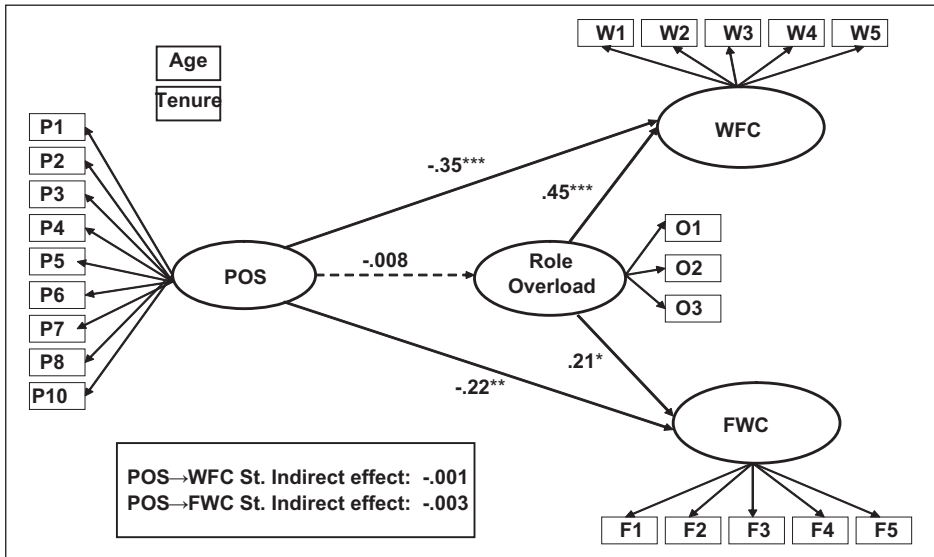 W1 W2 W3 W4 W5
Age
Tenure
P1
P2
P3
P4
P5
P6
P7
P8
P10
WFC
-.35***
.45***
POS
-.008
Role
Overload
O1
O2
O3
-.22**
.21*
FWC
POS→WFC St. Indirect effect: -.001
POS→FWC St. Indirect effect: -.003
F1 F2 F3 F4 F5